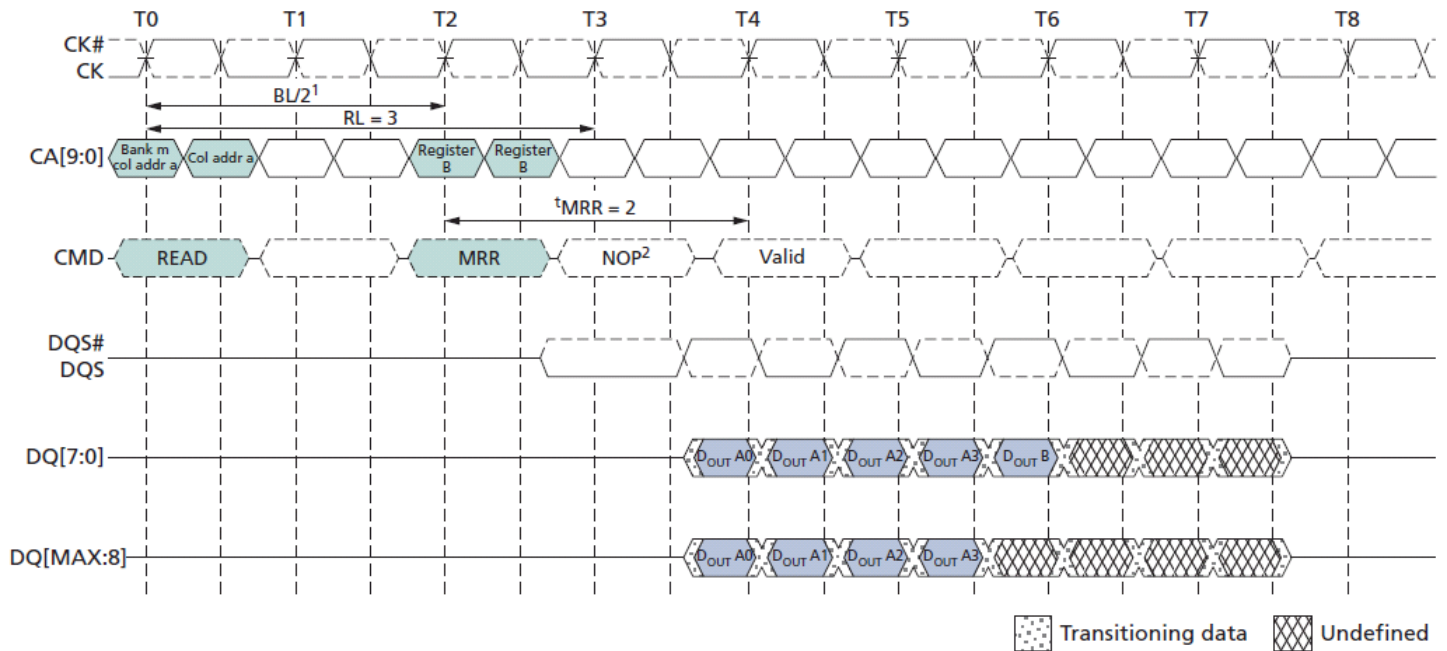 T0 T1 T2 T3 T4 T5 T6 T7 T8
CK#
CK
BL/2¹
RL = 3
CA[9:0]
Bank m
col addr a
Col addr a
Register
B
Register
B
ᵗMRR = 2
CMD
READ
MRR
NOP²
Valid
DQS#
DQS
DQ[7:0]
DOUT A0 DOUT A1 DOUT A2 DOUT A3 DOUT B
DQ[MAX:8]
DOUT A0 DOUT A1 DOUT A2 DOUT A3
Transitioning data
Undefined